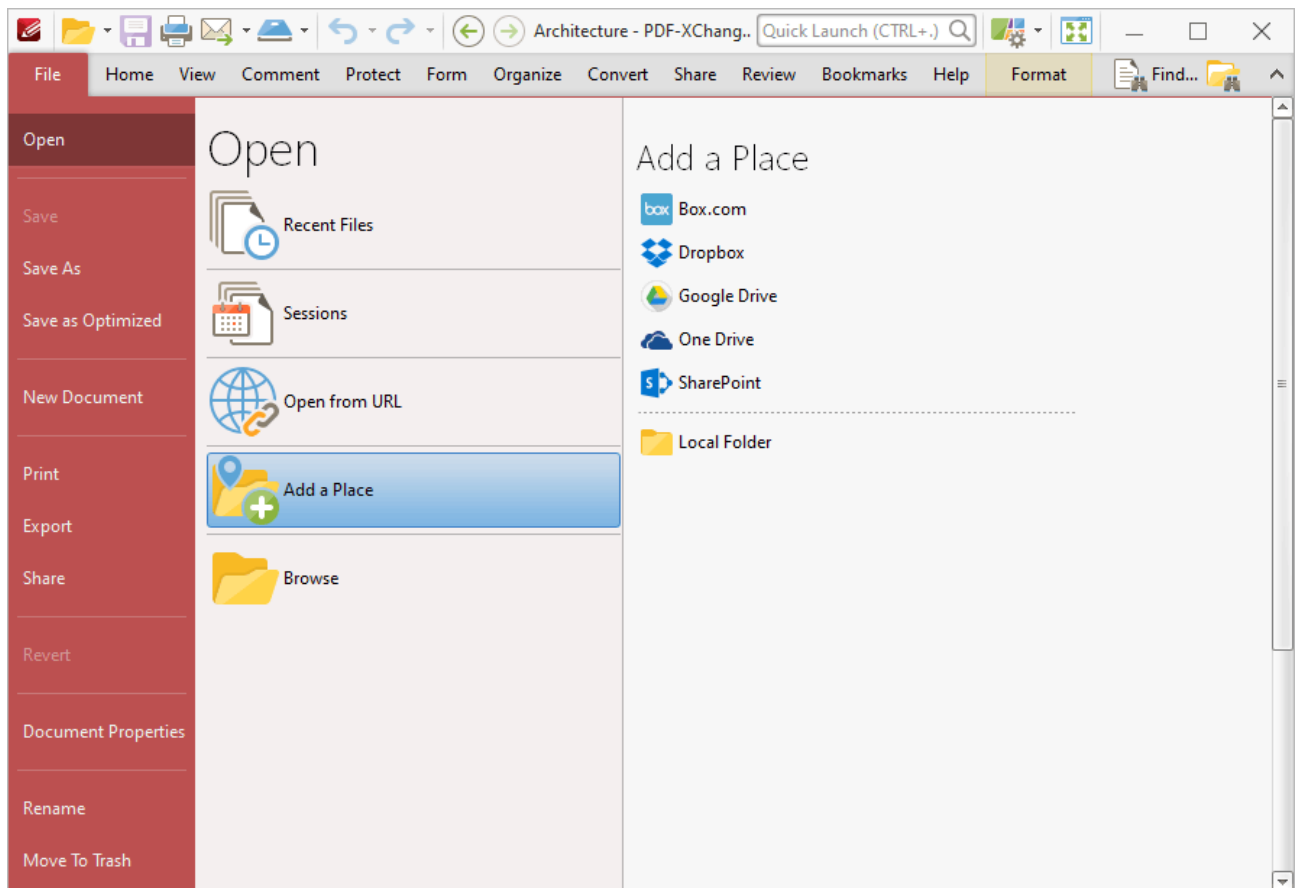 Architecture - PDF-XChang..
Quick Launch (CTRL+.)
File Home View Comment Protect Form Organize Convert Share Review Bookmarks Help Format Find...
Open
Save
Save As
Save as Optimized
New Document
Print
Export
Share
Revert
Document Properties
Rename
Move To Trash
Open
Recent Files
Sessions
Open from URL
Add a Place
Browse
Add a Place
box Box.com
Dropbox
Google Drive
One Drive
S SharePoint
Local Folder